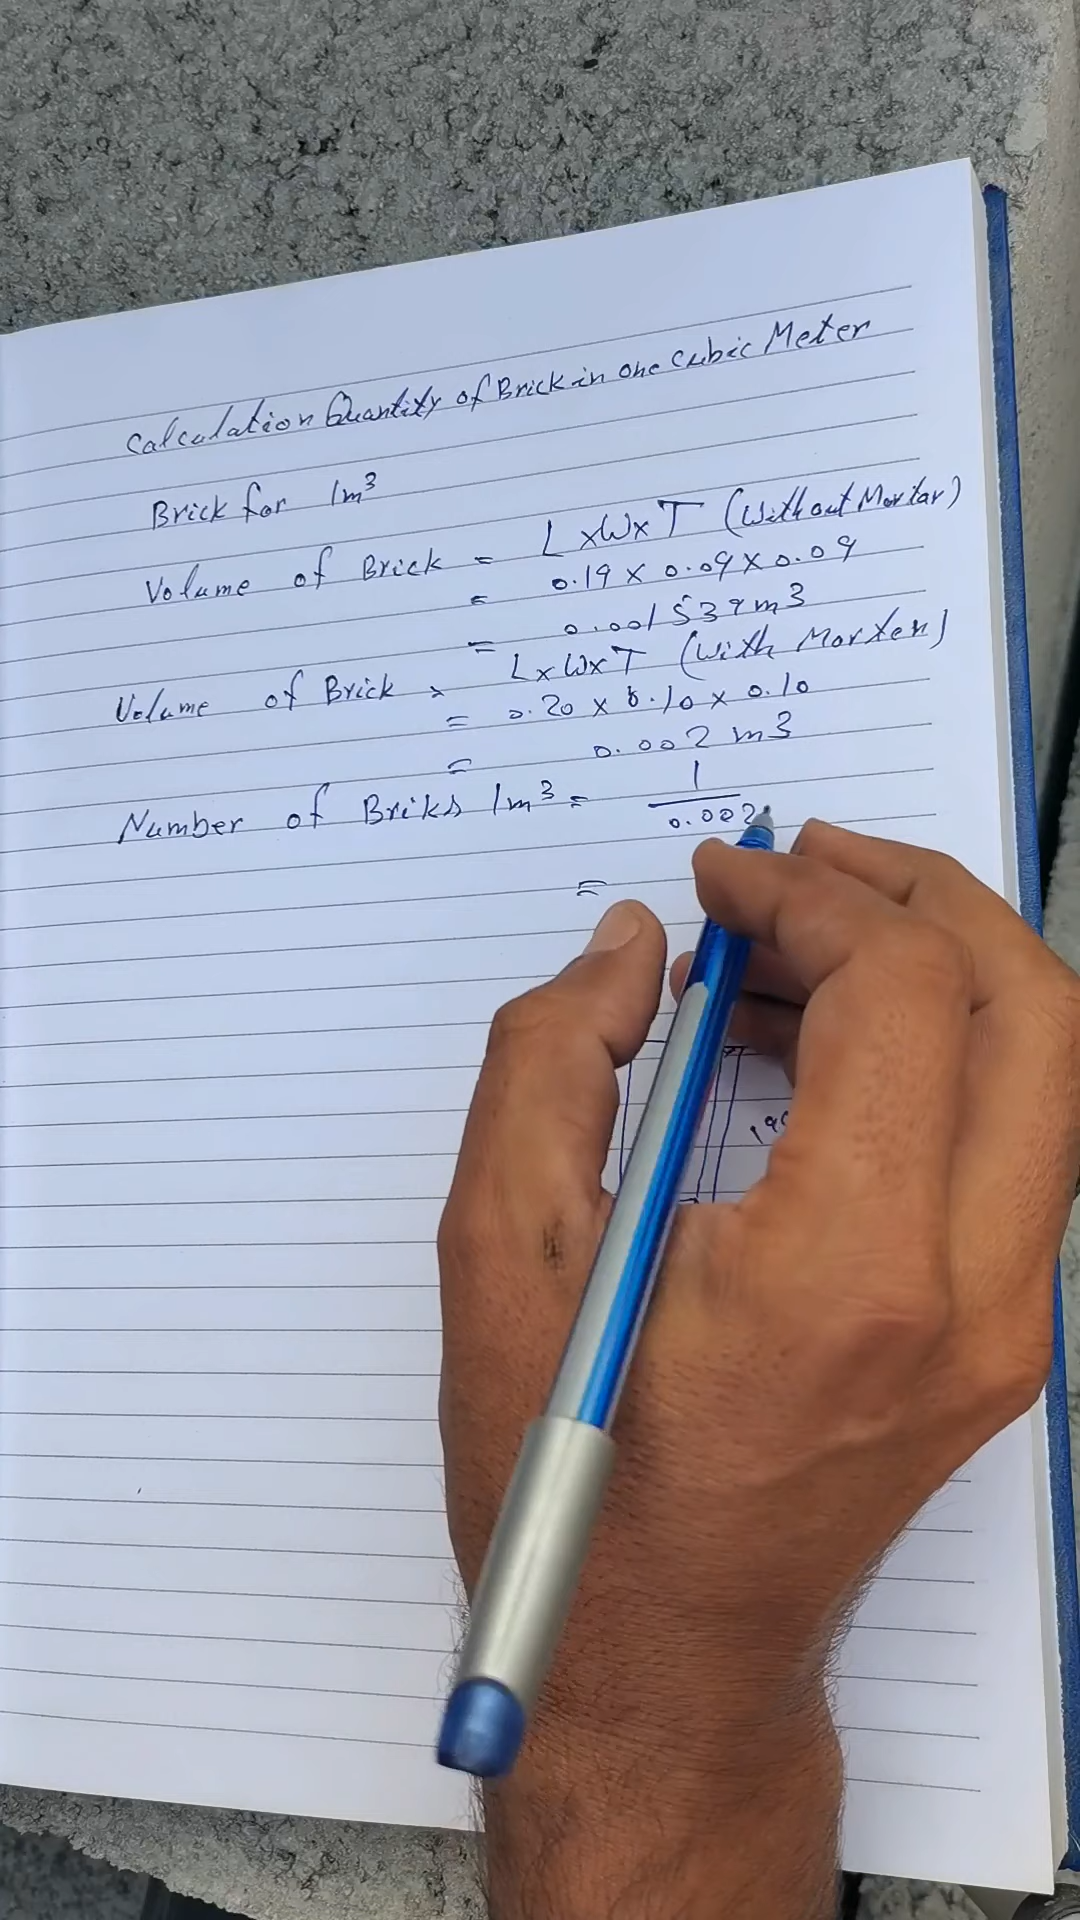 Calculation Quantity of Brick in one Cubic Meter
Brick for 1m³
Volume of Brick = L x W x T (Without Mortar)
= 0.19 x 0.09 x 0.09
= 0.001539 m3
Volume of Brick = L x W x T (With Morter)
= 0.20 x 0.10 x 0.10
= 0.002 m3
Number of Briks 1m³ = 1
0.002
=